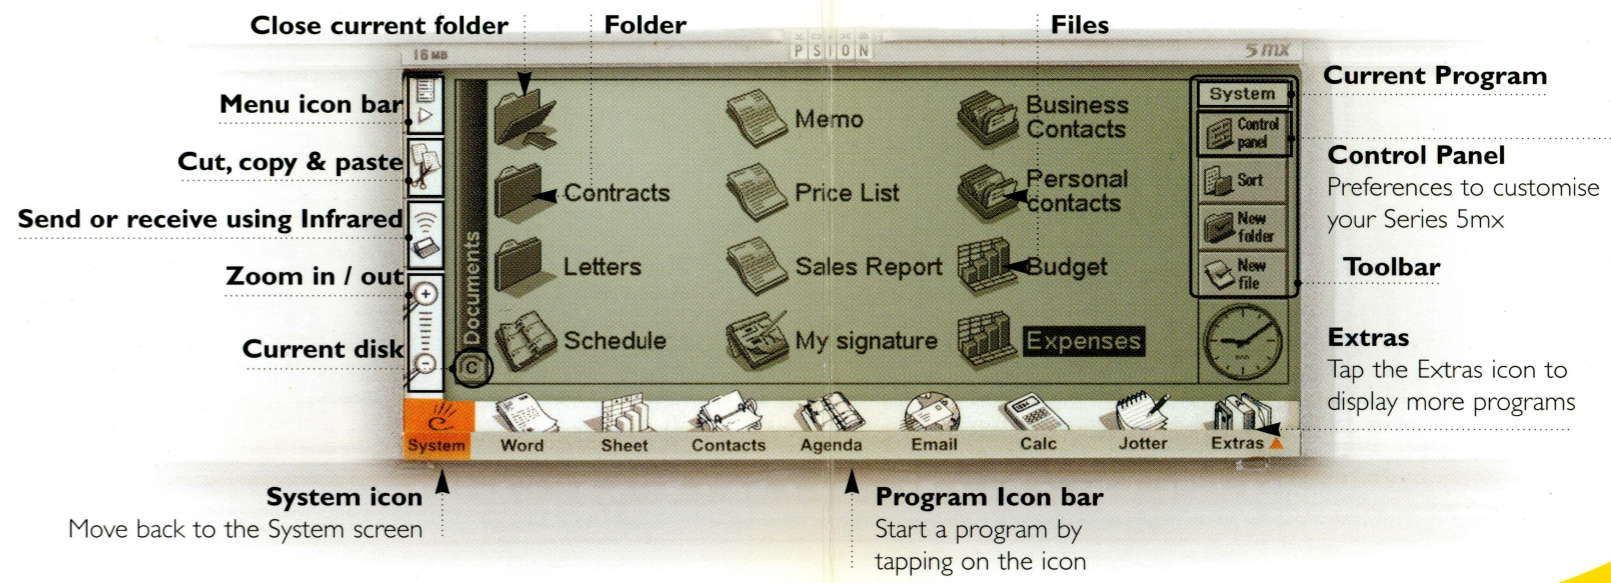 Close current folder
Folder
Files
16 MB
PSION
5mx
Menu icon bar
Cut, copy & paste
Send or receive using Infrared
Zoom in / out
Current disk
Documents
C
Memo
Business
Contacts
Contracts
Price List
Personal
contacts
Letters
Sales Report
Budget
Schedule
My signature
Expenses
System
Control
panel
Sort
New
folder
New
file
Current Program
Control Panel
Preferences to customise
your Series 5mx
Toolbar
Extras
Tap the Extras icon to
display more programs
System
Word
Sheet
Contacts
Agenda
Email
Calc
Jotter
Extras
System icon
Move back to the System screen
Program Icon bar
Start a program by
tapping on the icon